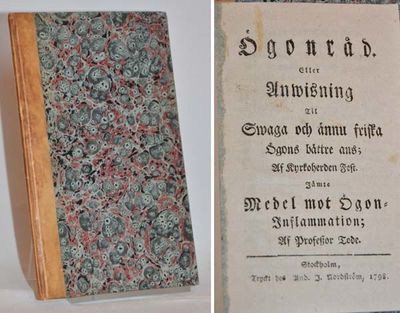 Ögonråd.
Eller
Anwisning
Til
Swaga och ännu friska
Ögons bättre ans;
Af Kyrkoherden Fest.
Jämte
Medel mot Ögon-
Inflammation;
Af Profeßor Tode.
Stockholm,
Tryckt hos And. J. Nordström, 1798.